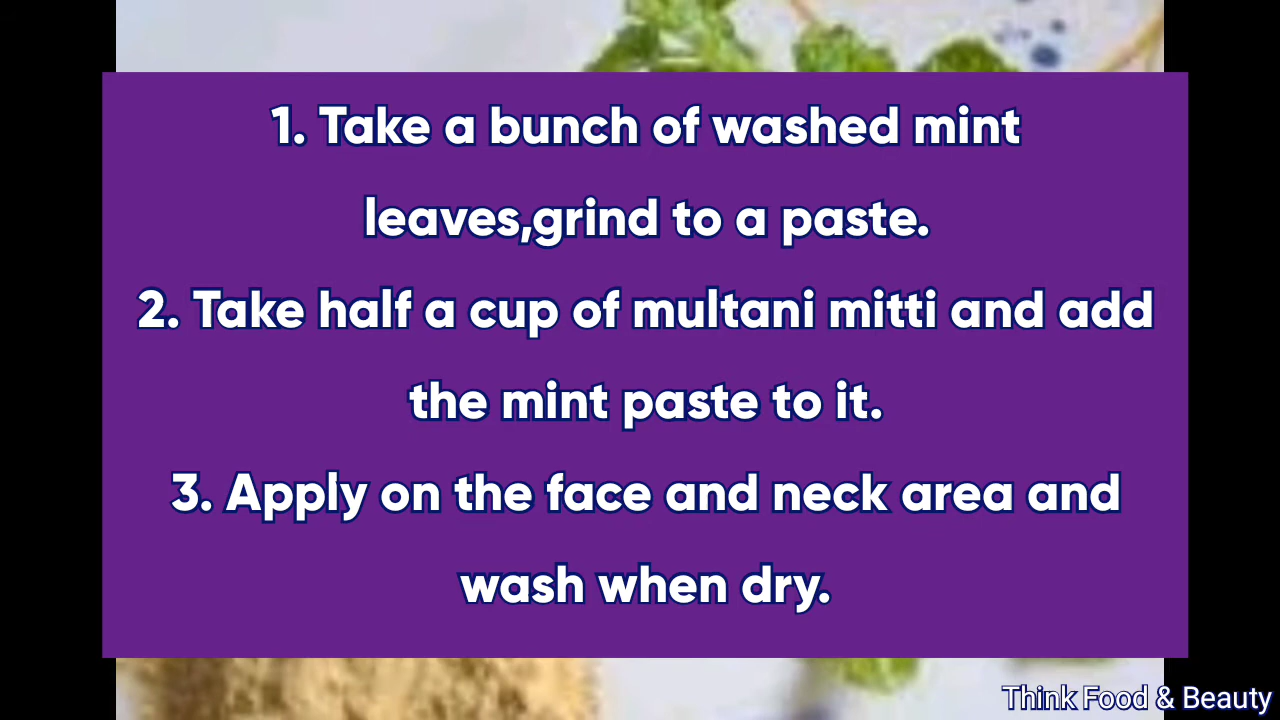 1. Take a bunch of washed mint
leaves,grind to a paste.
2. Take half a cup of multani mitti and add
the mint paste to it.
3. Apply on the face and neck area and
wash when dry.
Think Food & Beauty